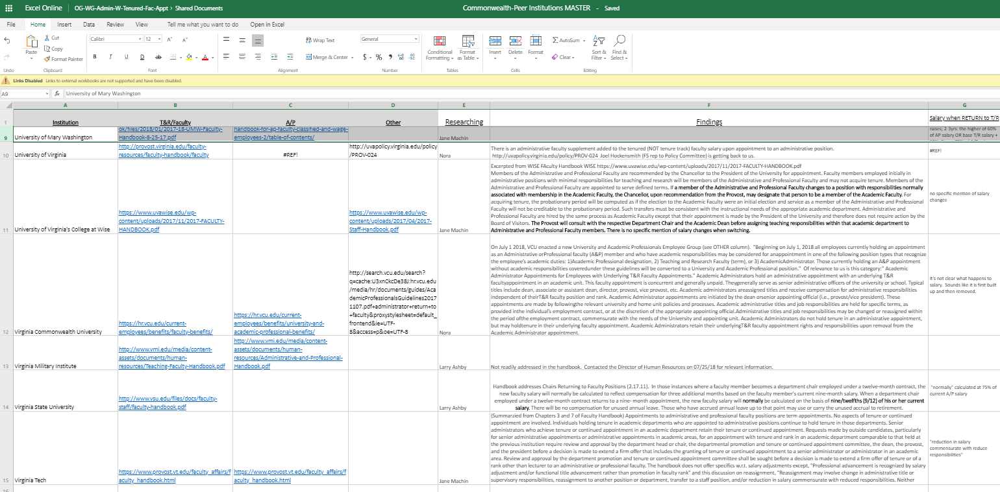 Excel Online OG-WG-Admin-W-Tenured-Fac-Appt › Shared Documents Commonwealth-Peer Institutions MASTER - Saved
File Home Insert Data Review View Tell me what you want to do Open in Excel
Paste Cut Copy Format Painter
Calibri 12 A A
B I U D ab A
Wrap Text
Merge & Center
General
$ % 9
Conditional Formatting Format as Table
Insert Delete Format
AutoSum
Clear
Sort & Filter Find & Select
Undo Clipboard Font Alignment Number Tables Cells Editing
Links Disabled Links to external workbooks are not supported and have been disabled.
A9 fx University of Mary Washington
A B C D E F G
1 Institution T&R/Faculty A/P Other Researching Findings Salary when RETURN to T/R
9 University of Mary Washington
ok/files/2018/01/2017-18-UMW-Faculty-
Handbook-8-25-17.pdf
handbook-for-ap-faculty-classified-and-wage-
employees-2/table-of-contents/
Jane Machin
raises; 2-3yrs: the higher of 60%
of AP salary OR base T/R salary +
10 University of Virginia
http://provost.virginia.edu/faculty-
resources/faculty-handbook/faculty
#REF!
http://uvapolicy.virginia.edu/policy
/PROV-024
Nora
There is an administrative faculty supplement added to the tenured (NOT tenure track) faculty salary upon appointment to an administrative position.
http://uvapolicy.virginia.edu/policy/PROV-024 Joel Hockensmith (FS rep to Policy Committee) is getting back to us.
#REF!
11 University of Virginia's College at Wise
https://www.uvawise.edu/wp-
content/uploads/2017/11/2017-FACULTY-
HANDBOOK.pdf
https://www.uvawise.edu/wp-
content/uploads/2017/04/2017-
Staff-Handbook.pdf
Jane Machin
Excerpted from WISE FAculty Handbook WISE https://www.uvawise.edu/wp-content/uploads/2017/11/2017-FACULTY-HANDBOOK.pdf
Members of the Administrative and Professional Faculty are recommended by the Chancellor to the President of the University for appointment. Faculty members employed initially in
administrative positions with minimal responsibilities for teaching and research will be members of the Administrative and Professional Faculty and may not acquire tenure. Members of the
Administrative and Professional Faculty are appointed to serve defined terms. If a member of the Administrative and Professional Faculty changes to a position with responsibilities normally
associated with membership in the Academic Faculty, the Chancellor, upon recommendation from the Provost, may designate that person to be a member of the Academic Faculty. For
acquiring tenure, the probationary period will be computed as if the election to the Academic Faculty were an initial election and service as a member of the Administrative and Professional
Faculty will not be creditable to the probationary period. Such transfers must be consistent with the instructional needs of the appropriate academic department. Administrative and
Professional Faculty are hired by the same process as Academic Faculty except that their appointment is made by the President of the University and therefore does not require action by the
Board of Visitors. The Provost will consult with the respective Department Chair and the Academic Dean before assigning teaching responsibilities within that academic department to
Administrative and Professional Faculty members. There is no specific mention of salary changes when switching.
no specific mention of salary
changes
12 Virginia Commonwealth University
https://hr.vcu.edu/current-
employees/benefits/faculty-benefits/
https://hr.vcu.edu/current-
employees/benefits/university-and-
academic-professional-benefits/
http://search.vcu.edu/search?
q=cache:U3xnCkcDe38J:hr.vcu.edu
/media/hr/documents/guides/Aca
demicProfessionalsGuidelines2017
1107.pdf+administrator+return+to
+faculty&proxystylesheet=default_
frontend&ie=UTF-
8&access=p&oe=UTF-8
Nora
On July 1 2018, VCU enacted a new University and Academic Professionals Employee Group (see OTHER column). "Beginning on July 1, 2018 all employees currently holding an appointment
as an Administrative orProfessional faculty (A&P) member and who have academic responsibilities may be considered for anappointment in one of the following position types that recognize
the employee's academic duties: 1)Academic Professional designation, 2) Teaching and Research Faculty (term), or 3) AcademicAdministrator. Those currently holding an A&P appointment
without academic responsibilities coveredunder these guidelines will be converted to a University and Academic Professional position." Of relevance to us is this category:" Academic
Administrator Appointments for Employees with Underlying T&R Faculty Appointments." Academic Administrators hold an administrative appointment with an underlying T&R
facultyappointment in an academic unit. This faculty appointment is concurrent and generally unpaid. Theygenerally serve as senior administrative officers of the university or school. Typical
titles include dean, associate or assistant dean, director, provost, vice provost, etc. Academic administrators areassigned titles and receive compensation for administrative responsibilities
independent of theirT&R faculty position and rank. Academic Administrator appointments are initiated by the dean orsenior appointing official (i.e., provost/vice president). These
appointments are made by followingthe relevant university and home unit policies and processes. Academic administrative titles and job responsibilities are held for specific terms, as
provided inthe individual's employment contract, or at the discretion of the appropriate appointing official.Administrative titles and job responsibilities may be changed or reassigned within
the period ofthe employment contract, commensurate with the needs of the University and appointing unit. Academic Administrators do not hold tenure in an administrative appointment,
but may holdtenure in their underlying faculty appointment. Academic Administrators retain their underlyingT&R faculty appointment rights and responsibilities upon removal from the
Academic Administrator appointment.
It's not clear what happens to
salary. Sounds like it is first built
up and then removed.
13 Virginia Military Institute
http://www.vmi.edu/media/content-
assets/documents/human-
resources/Teaching-Faculty-Handbook.pdf
http://www.vmi.edu/media/content-
assets/documents/human-
resources/Administrative-and-Professional-
Handbook.pdf
Larry Ashby
Not readily addressed in the handbook. Contacted the Director of Human Resources on 07/25/18 for relevant information.
14 Virginia State University
http://www.vsu.edu/files/docs/faculty-
staff/faculty-handbook.pdf
Larry Ashby
Handbook addresses Chairs Returning to Faculty Positions (2.17.11). In those instances where a faculty member becomes a department chair employed under a twelve-month contract, the
new faculty salary will normally be calculated to reflect compensation for three additional months based on the faculty member's current nine-month salary. When a department chair
employed under a twelve-month contract returns to a nine- month appointment, the new faculty salary will normally be calculated on the basis of nine/twelfths (9/12) of his or her current
salary. There will be no compensation for unused annual leave. Those who have accrued annual leave up to that point may use or carry the unused accrual to retirement.
"normely" calculated at 75% of
current A/P salary
15 Virginia Tech
https://www.provost.vt.edu/faculty_affairs/f
aculty_handbook.html
https://www.provost.vt.edu/faculty_affairs/f
aculty_handbook.html
Jane Machin
(Summarzied from Chapters 3 and 7 of Faculty Handbook) Appointments to administrative and professional faculty positions are term appointments. No aspects of tenure or continued
appointment are involved. Individuals holding tenure in academic departments who are appointed to administrative positions continue to hold tenure in those departments. Senior
administrators who achieve tenure or continued appointment in an academic department retain their tenure or continued appointment. Requests made by outside candidates, particularly
for senior administrative appointments or administrative appointments in academic areas, for an appointment with tenure and rank in an academic department comparable to that held at
the previous institution require review and approval by the department head or chair, the departmental promotion and tenure or continued appointment committee, the dean, the provost,
and the president before a decision is made to extend a firm offer that includes the granting of tenure or continued appointment to a senior administrator or administrator in an academic
area. Review and approval by the department promotion and tenure or continued appointment committee shall be sought before a decision is made to extend a firm offer of tenure or of a
rank other than lecturer to an administrative or professional faculty. The handbook does not offer specifics w.r.t. salary adjustments except, "Professional advancement is recognized by salary
adjustment and/or functional title advancement rather than promotion in faculty rank" and this discussion on reassignment, "Reassignment may involve change in administrative title or
supervisory responsibilities, reassignment to another position or department, transfer to a staff position, and/or reduction in salary commensurate with reduced responsibilities. Neither
"reduction in salary
commensurate with reduce
responsibilities"